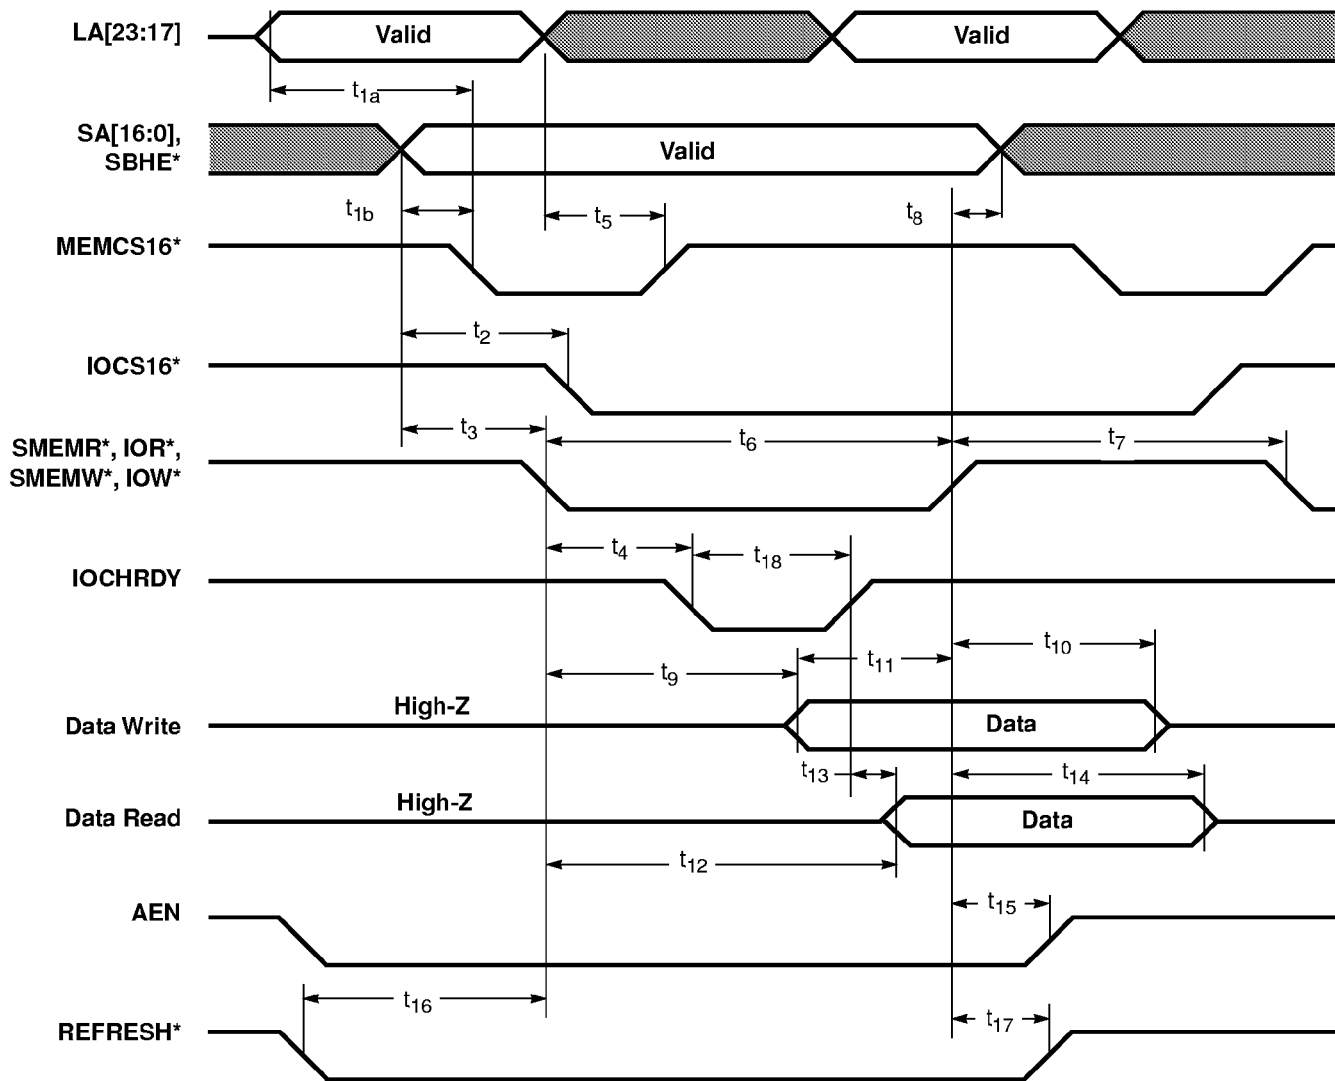 LA[23:17]
Valid
Valid
t1a
SA[16:0],
SBHE*
Valid
t1b
t5
t8
MEMCS16*
t2
IOCS16*
t3
t6
t7
SMEMR*, IOR*,
SMEMW*, IOW*
t4
t18
IOCHRDY
t10
t11
t9
High-Z
Data Write
Data
t13
t14
High-Z
Data Read
Data
t12
t15
AEN
t16
t17
REFRESH*